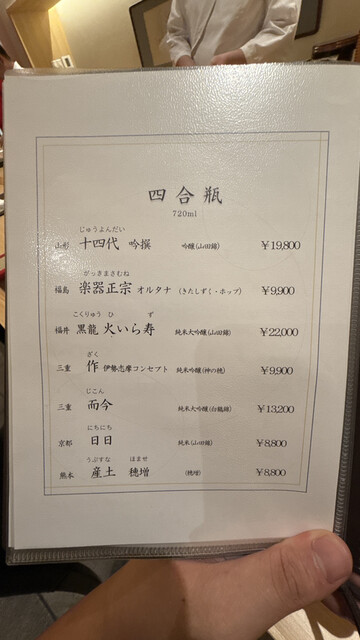 四合瓶
720ml
じゅうよんだい
山形 十四代 吟撰 吟醸(山田錦) ￥19,800
がっきまさむね
福島 楽器正宗 オルタナ (きたしずく・ホップ) ￥9,900
こくりゅう ひ ず
福井 黒龍 火いら寿 純米大吟醸(山田錦) ￥22,000
ざく
三重 作 伊勢志摩コンセプト 純米吟醸(神の穂) ￥9,900
じこん
三重 而今 純米大吟醸(白鶴錦) ￥13,200
にちにち
京都 日日 純米(山田錦) ￥8,800
うぶすな ほませ
熊本 産土 穂増 (穂増) ￥8,800